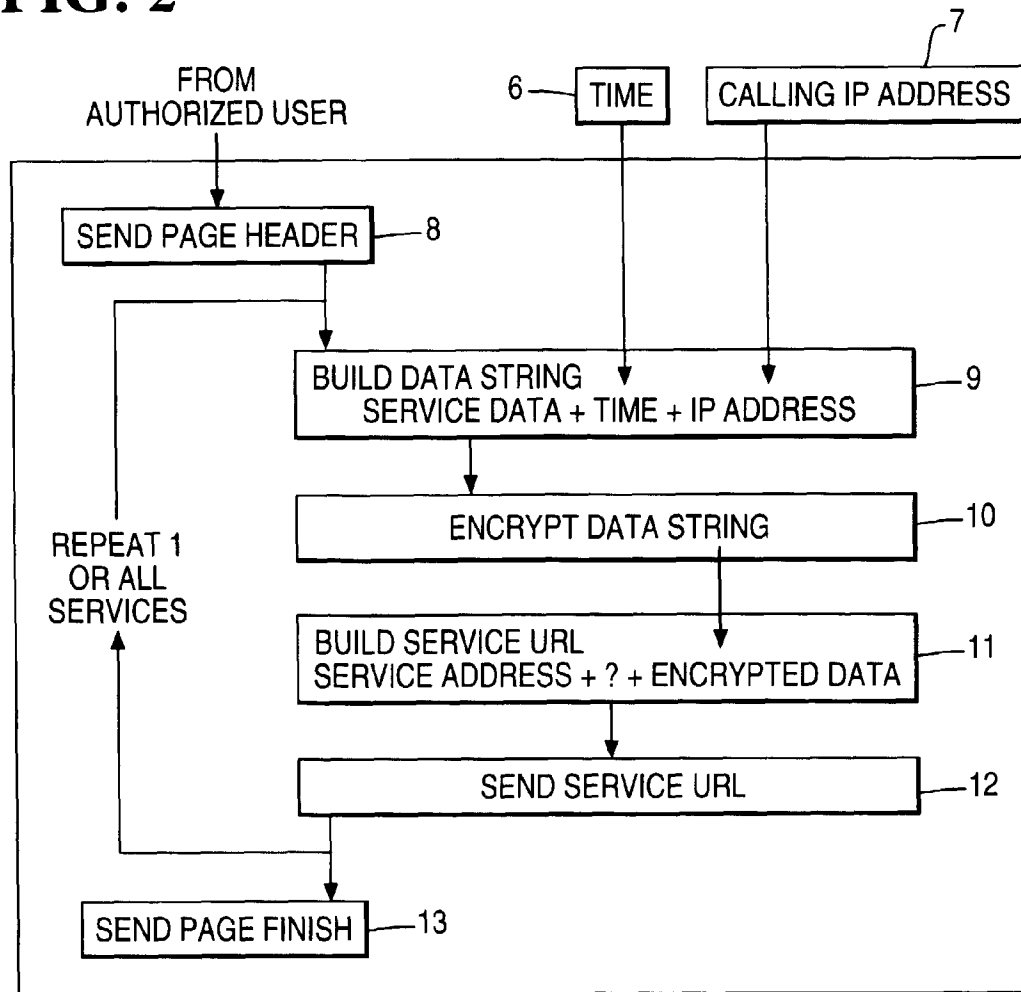 FIG. 2
7
FROM
AUTHORIZED USER
6
TIME
CALLING IP ADDRESS
SEND PAGE HEADER
8
BUILD DATA STRING
SERVICE DATA + TIME + IP ADDRESS
9
ENCRYPT DATA STRING
10
REPEAT 1
OR ALL
SERVICES
BUILD SERVICE URL
SERVICE ADDRESS + ? + ENCRYPTED DATA
11
SEND SERVICE URL
12
SEND PAGE FINISH
13